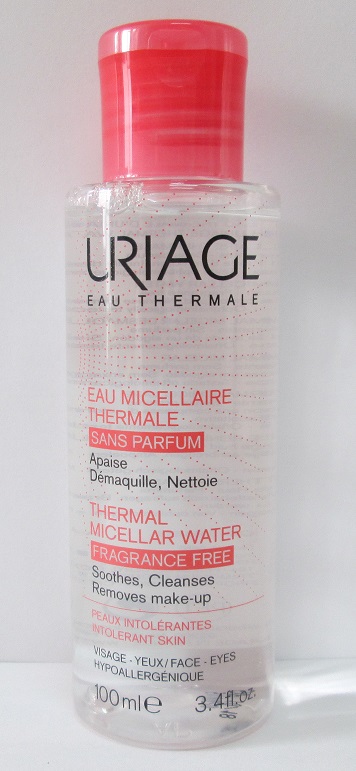 URIAGE
EAU THERMALE
EAU MICELLAIRE
THERMALE
SANS PARFUM
Apaise
Démaquille, Nettoie
THERMAL
MICELLAR WATER
FRAGRANCE FREE
Soothes, Cleanses
Removes make-up
PEAUX INTOLÉRANTES
INTOLERANT SKIN
VISAGE - YEUX / FACE - EYES
HYPOALLERGÉNIQUE
100ml℮ 3.4fl.oz.